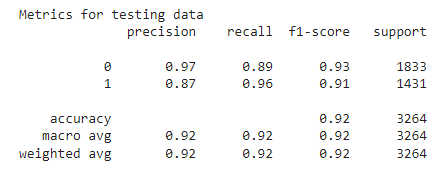 Metrics for testing data
precision recall f1-score support
0 0.97 0.89 0.93 1833
1 0.87 0.96 0.91 1431
accuracy 0.92 3264
macro avg 0.92 0.92 0.92 3264
weighted avg 0.92 0.92 0.92 3264